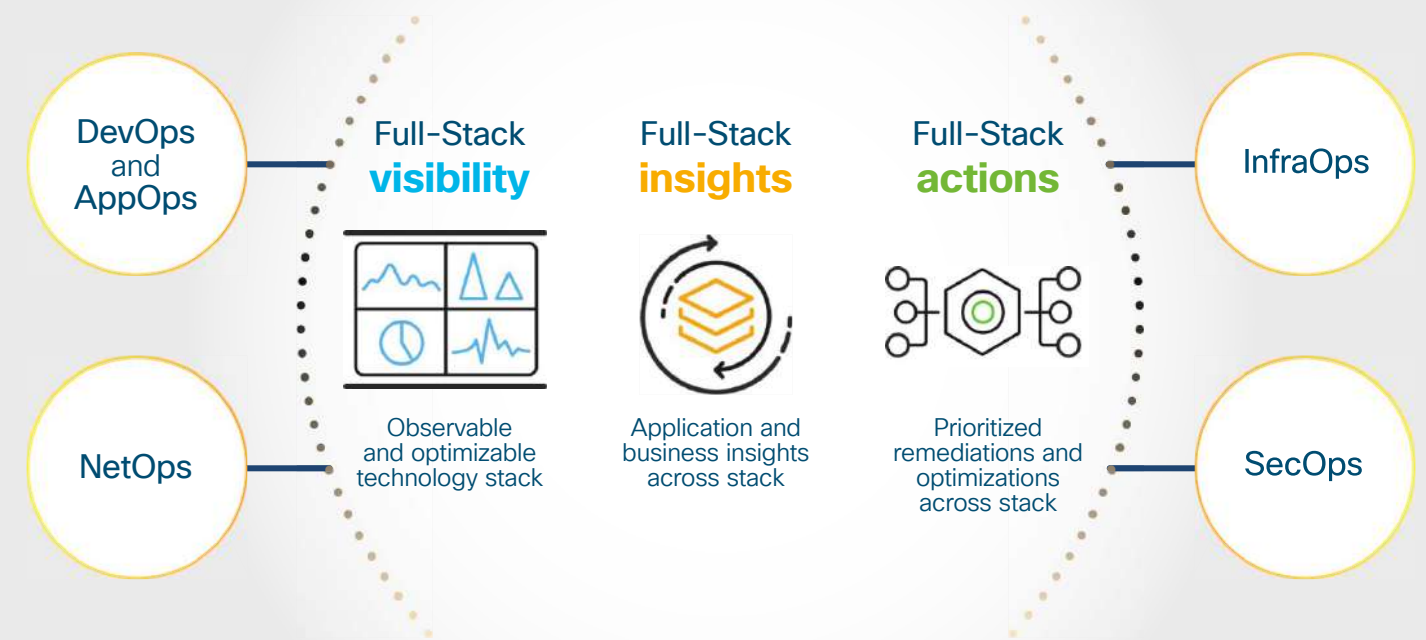 DevOps
and
AppOps
NetOps
Full-Stack
visibility
Observable
and optimizable
technology stack
Full-Stack
insights
Application and
business insights
across stack
Full-Stack
actions
Prioritized
remediations and
optimizations
across stack
InfraOps
SecOps